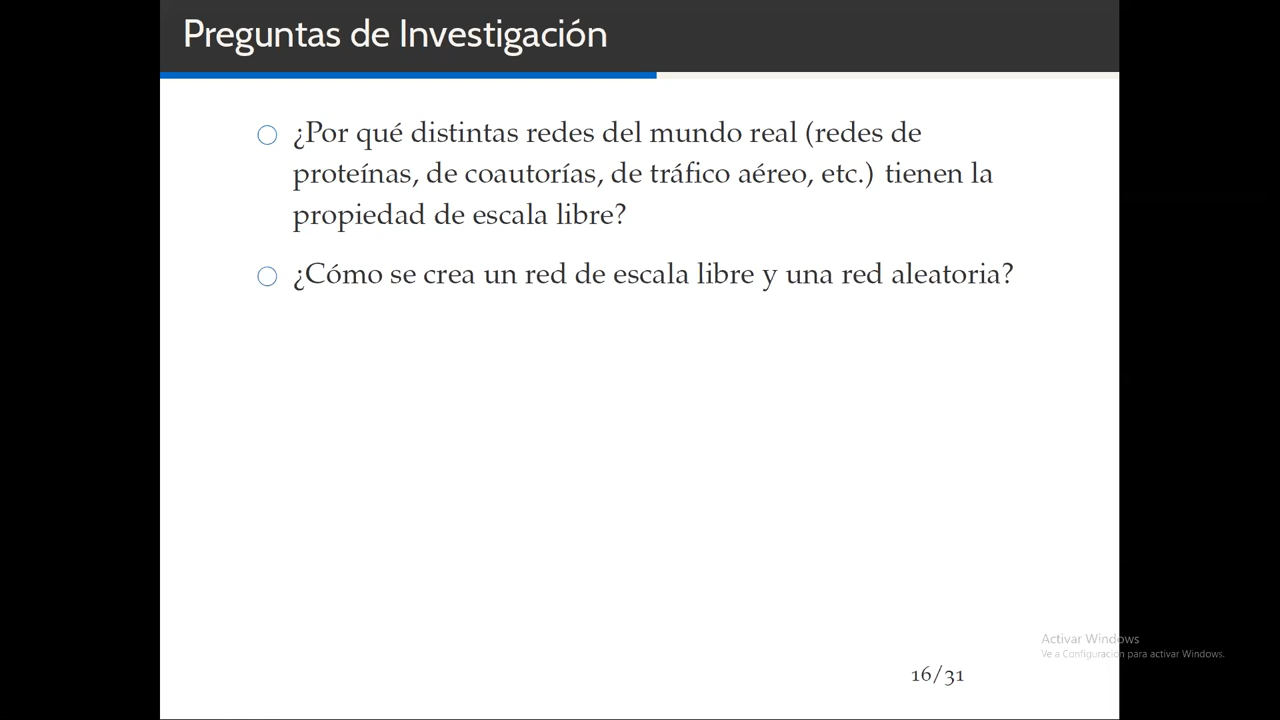 Preguntas de Investigación
¿Por qué distintas redes del mundo real (redes de
proteínas, de coautorías, de tráfico aéreo, etc.) tienen la
propiedad de escala libre?
¿Cómo se crea un red de escala libre y una red aleatoria?
Activar Windows
Ve a Configuración para activar Windows.
16/31